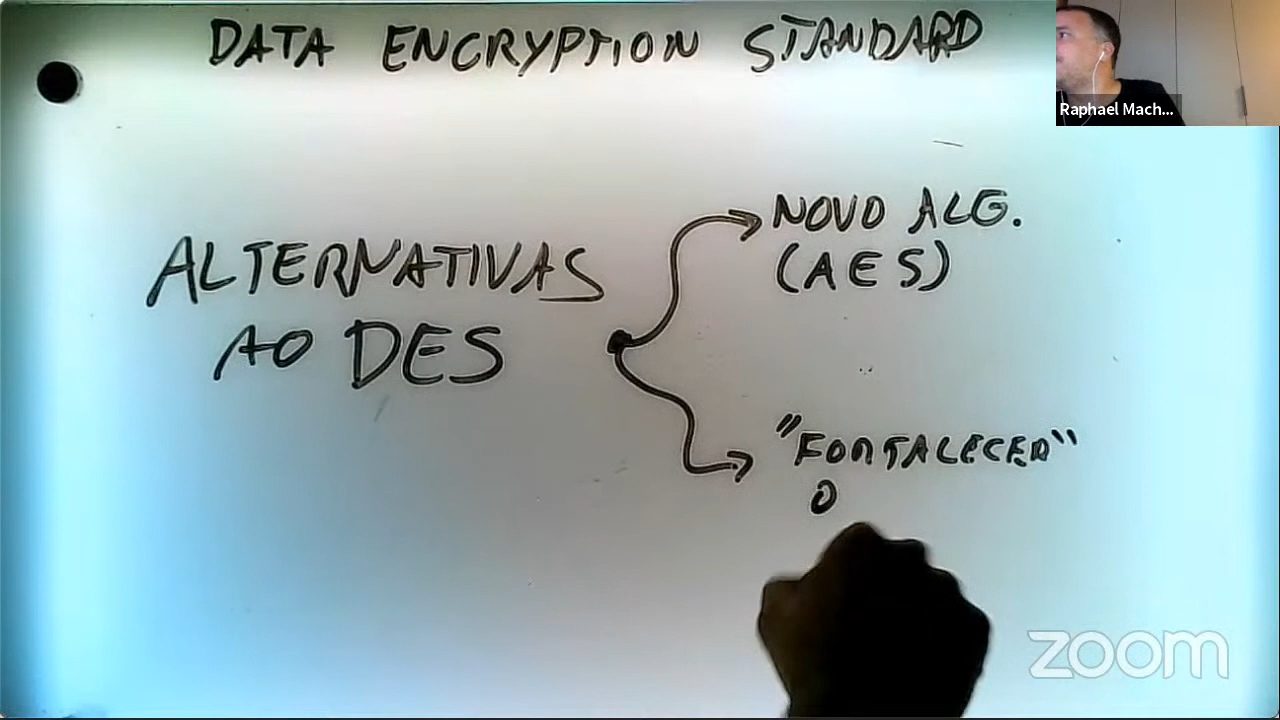 DATA ENCRYPTION STANDARD
Raphael Mach...
NOVO ALG.
(AES)
ALTERNATIVAS
AO DES
"FORTALECER"
O
zoom